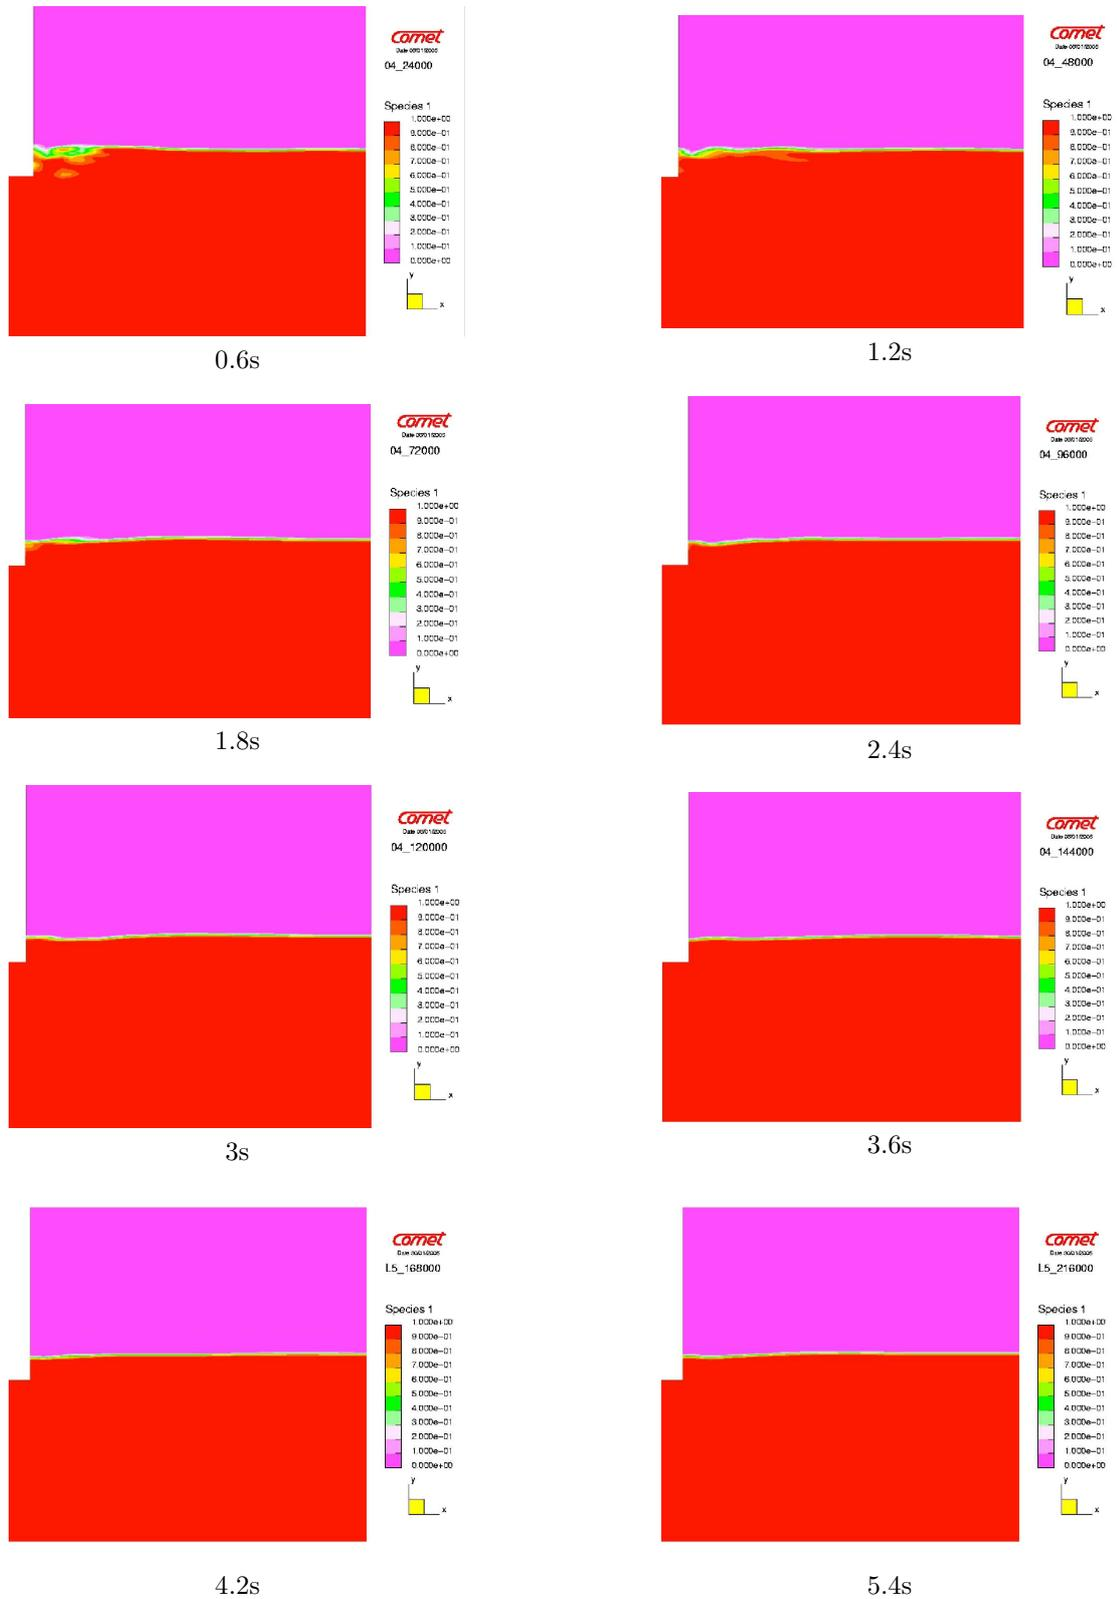 Comet
04_24000
Species 1
1.000e+00
9.000e-01
8.000e-01
7.000e-01
6.000e-01
5.000e-01
4.000e-01
3.000e-01
2.000e-01
1.000e-01
0.000e+00
y
x
0.6s
Comet
04_48000
Species 1
1.000e+00
9.000e-01
8.000e-01
7.000e-01
6.000e-01
5.000e-01
4.000e-01
3.000e-01
2.000e-01
1.000e-01
0.000e+00
y
x
1.2s
Comet
04_72000
Species 1
1.000e+00
9.000e-01
8.000e-01
7.000e-01
6.000e-01
5.000e-01
4.000e-01
3.000e-01
2.000e-01
1.000e-01
0.000e+00
y
x
1.8s
Comet
04_96000
Species 1
1.000e+00
9.000e-01
8.000e-01
7.000e-01
6.000e-01
5.000e-01
4.000e-01
3.000e-01
2.000e-01
1.000e-01
0.000e+00
y
x
2.4s
Comet
04_120000
Species 1
1.000e+00
9.000e-01
8.000e-01
7.000e-01
6.000e-01
5.000e-01
4.000e-01
3.000e-01
2.000e-01
1.000e-01
0.000e+00
y
x
3s
Comet
04_144000
Species 1
1.000e+00
9.000e-01
8.000e-01
7.000e-01
6.000e-01
5.000e-01
4.000e-01
3.000e-01
2.000e-01
1.000e-01
0.000e+00
y
x
3.6s
Comet
L5_168000
Species 1
1.000e+00
9.000e-01
8.000e-01
7.000e-01
6.000e-01
5.000e-01
4.000e-01
3.000e-01
2.000e-01
1.000e-01
0.000e+00
y
x
4.2s
Comet
L5_216000
Species 1
1.000e+00
9.000e-01
8.000e-01
7.000e-01
6.000e-01
5.000e-01
4.000e-01
3.000e-01
2.000e-01
1.000e-01
0.000e+00
y
x
5.4s